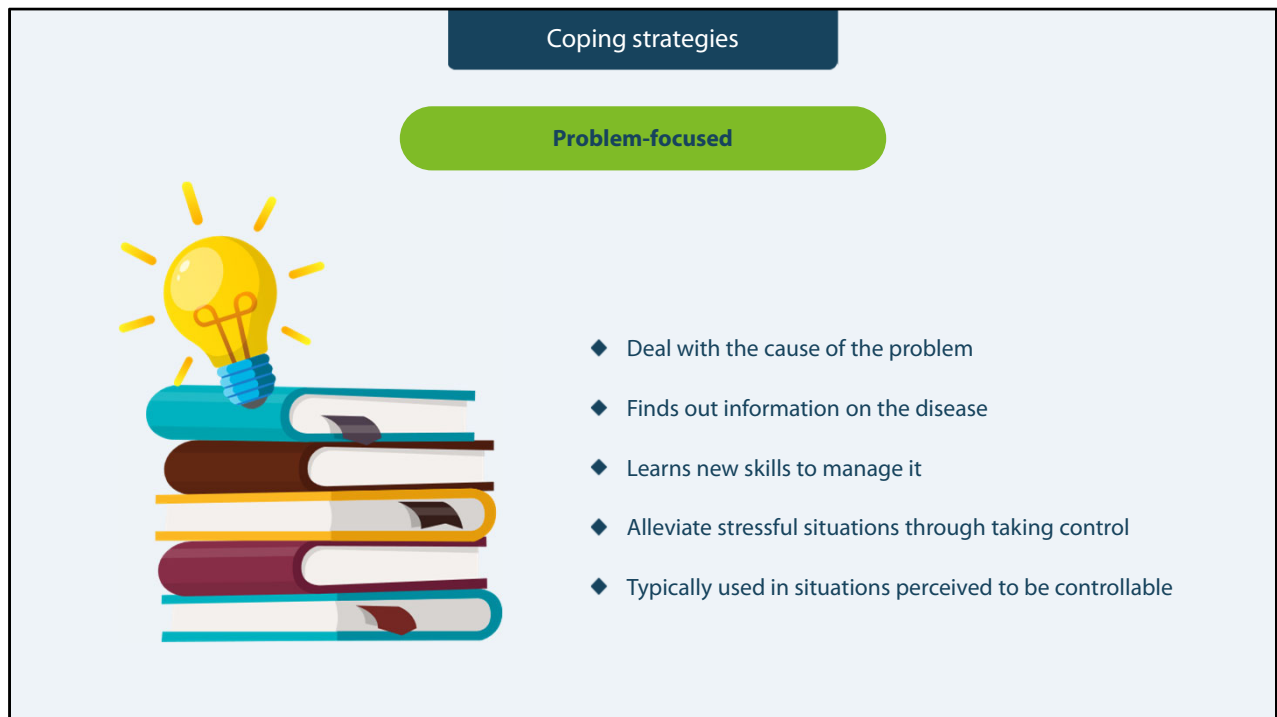 Coping strategies
Problem-focused
Deal with the cause of the problem
Finds out information on the disease
Learns new skills to manage it
Alleviate stressful situations through taking control
Typically used in situations perceived to be controllable